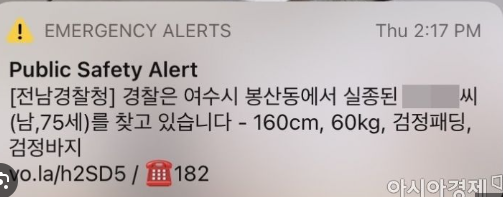 EMERGENCY ALERTS
Thu 2:17 PM
Public Safety Alert
[전남경찰청] 경찰은 여수시 봉산동에서 실종된 씨
(남,75세)를 찾고 있습니다 - 160cm, 60kg, 검정패딩,
검정바지
vo.la/h2SD5 / ☎️182
아시아경제